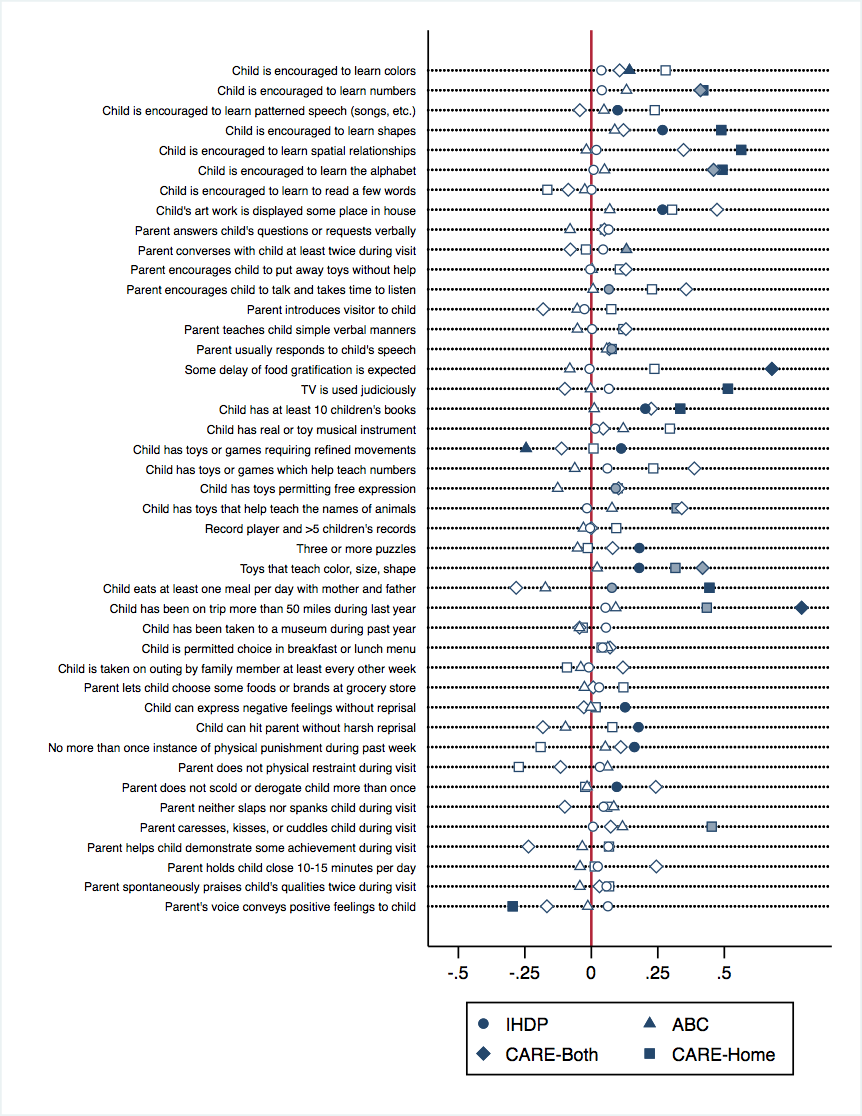 Child is encouraged to learn colors
Child is encouraged to learn numbers
Child is encouraged to learn patterned speech (songs, etc.)
Child is encouraged to learn shapes
Child is encouraged to learn spatial relationships
Child is encouraged to learn the alphabet
Child is encouraged to learn to read a few words
Child's art work is displayed some place in house
Parent answers child's questions or requests verbally
Parent converses with child at least twice during visit
Parent encourages child to put away toys without help
Parent encourages child to talk and takes time to listen
Parent introduces visitor to child
Parent teaches child simple verbal manners
Parent usually responds to child's speech
Some delay of food gratification is expected
TV is used judiciously
Child has at least 10 children's books
Child has real or toy musical instrument
Child has toys or games requiring refined movements
Child has toys or games which help teach numbers
Child has toys permitting free expression
Child has toys that help teach the names of animals
Record player and >5 children's records
Three or more puzzles
Toys that teach color, size, shape
Child eats at least one meal per day with mother and father
Child has been on trip more than 50 miles during last year
Child has been taken to a museum during past year
Child is permitted choice in breakfast or lunch menu
Child is taken on outing by family member at least every other week
Parent lets child choose some foods or brands at grocery store
Child can express negative feelings without reprisal
Child can hit parent without harsh reprisal
No more than once instance of physical punishment during past week
Parent does not physical restraint during visit
Parent does not scold or derogate child more than once
Parent neither slaps nor spanks child during visit
Parent caresses, kisses, or cuddles child during visit
Parent helps child demonstrate some achievement during visit
Parent holds child close 10-15 minutes per day
Parent spontaneously praises child's qualities twice during visit
Parent's voice conveys positive feelings to child
-.5 -.25 0 .25 .5
IHDP ABC
CARE-Both CARE-Home